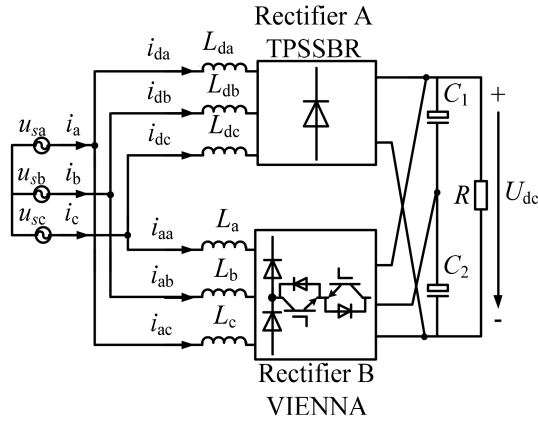 Rectifier A
TPSSBR
i_da L_da
i_db L_db
i_dc L_dc
u_sa i_a
u_sb i_b
u_sc i_c
C_1
+
R
U_dc
C_2
-
i_aa L_a
i_ab L_b
i_ac L_c
Rectifier B
VIENNA